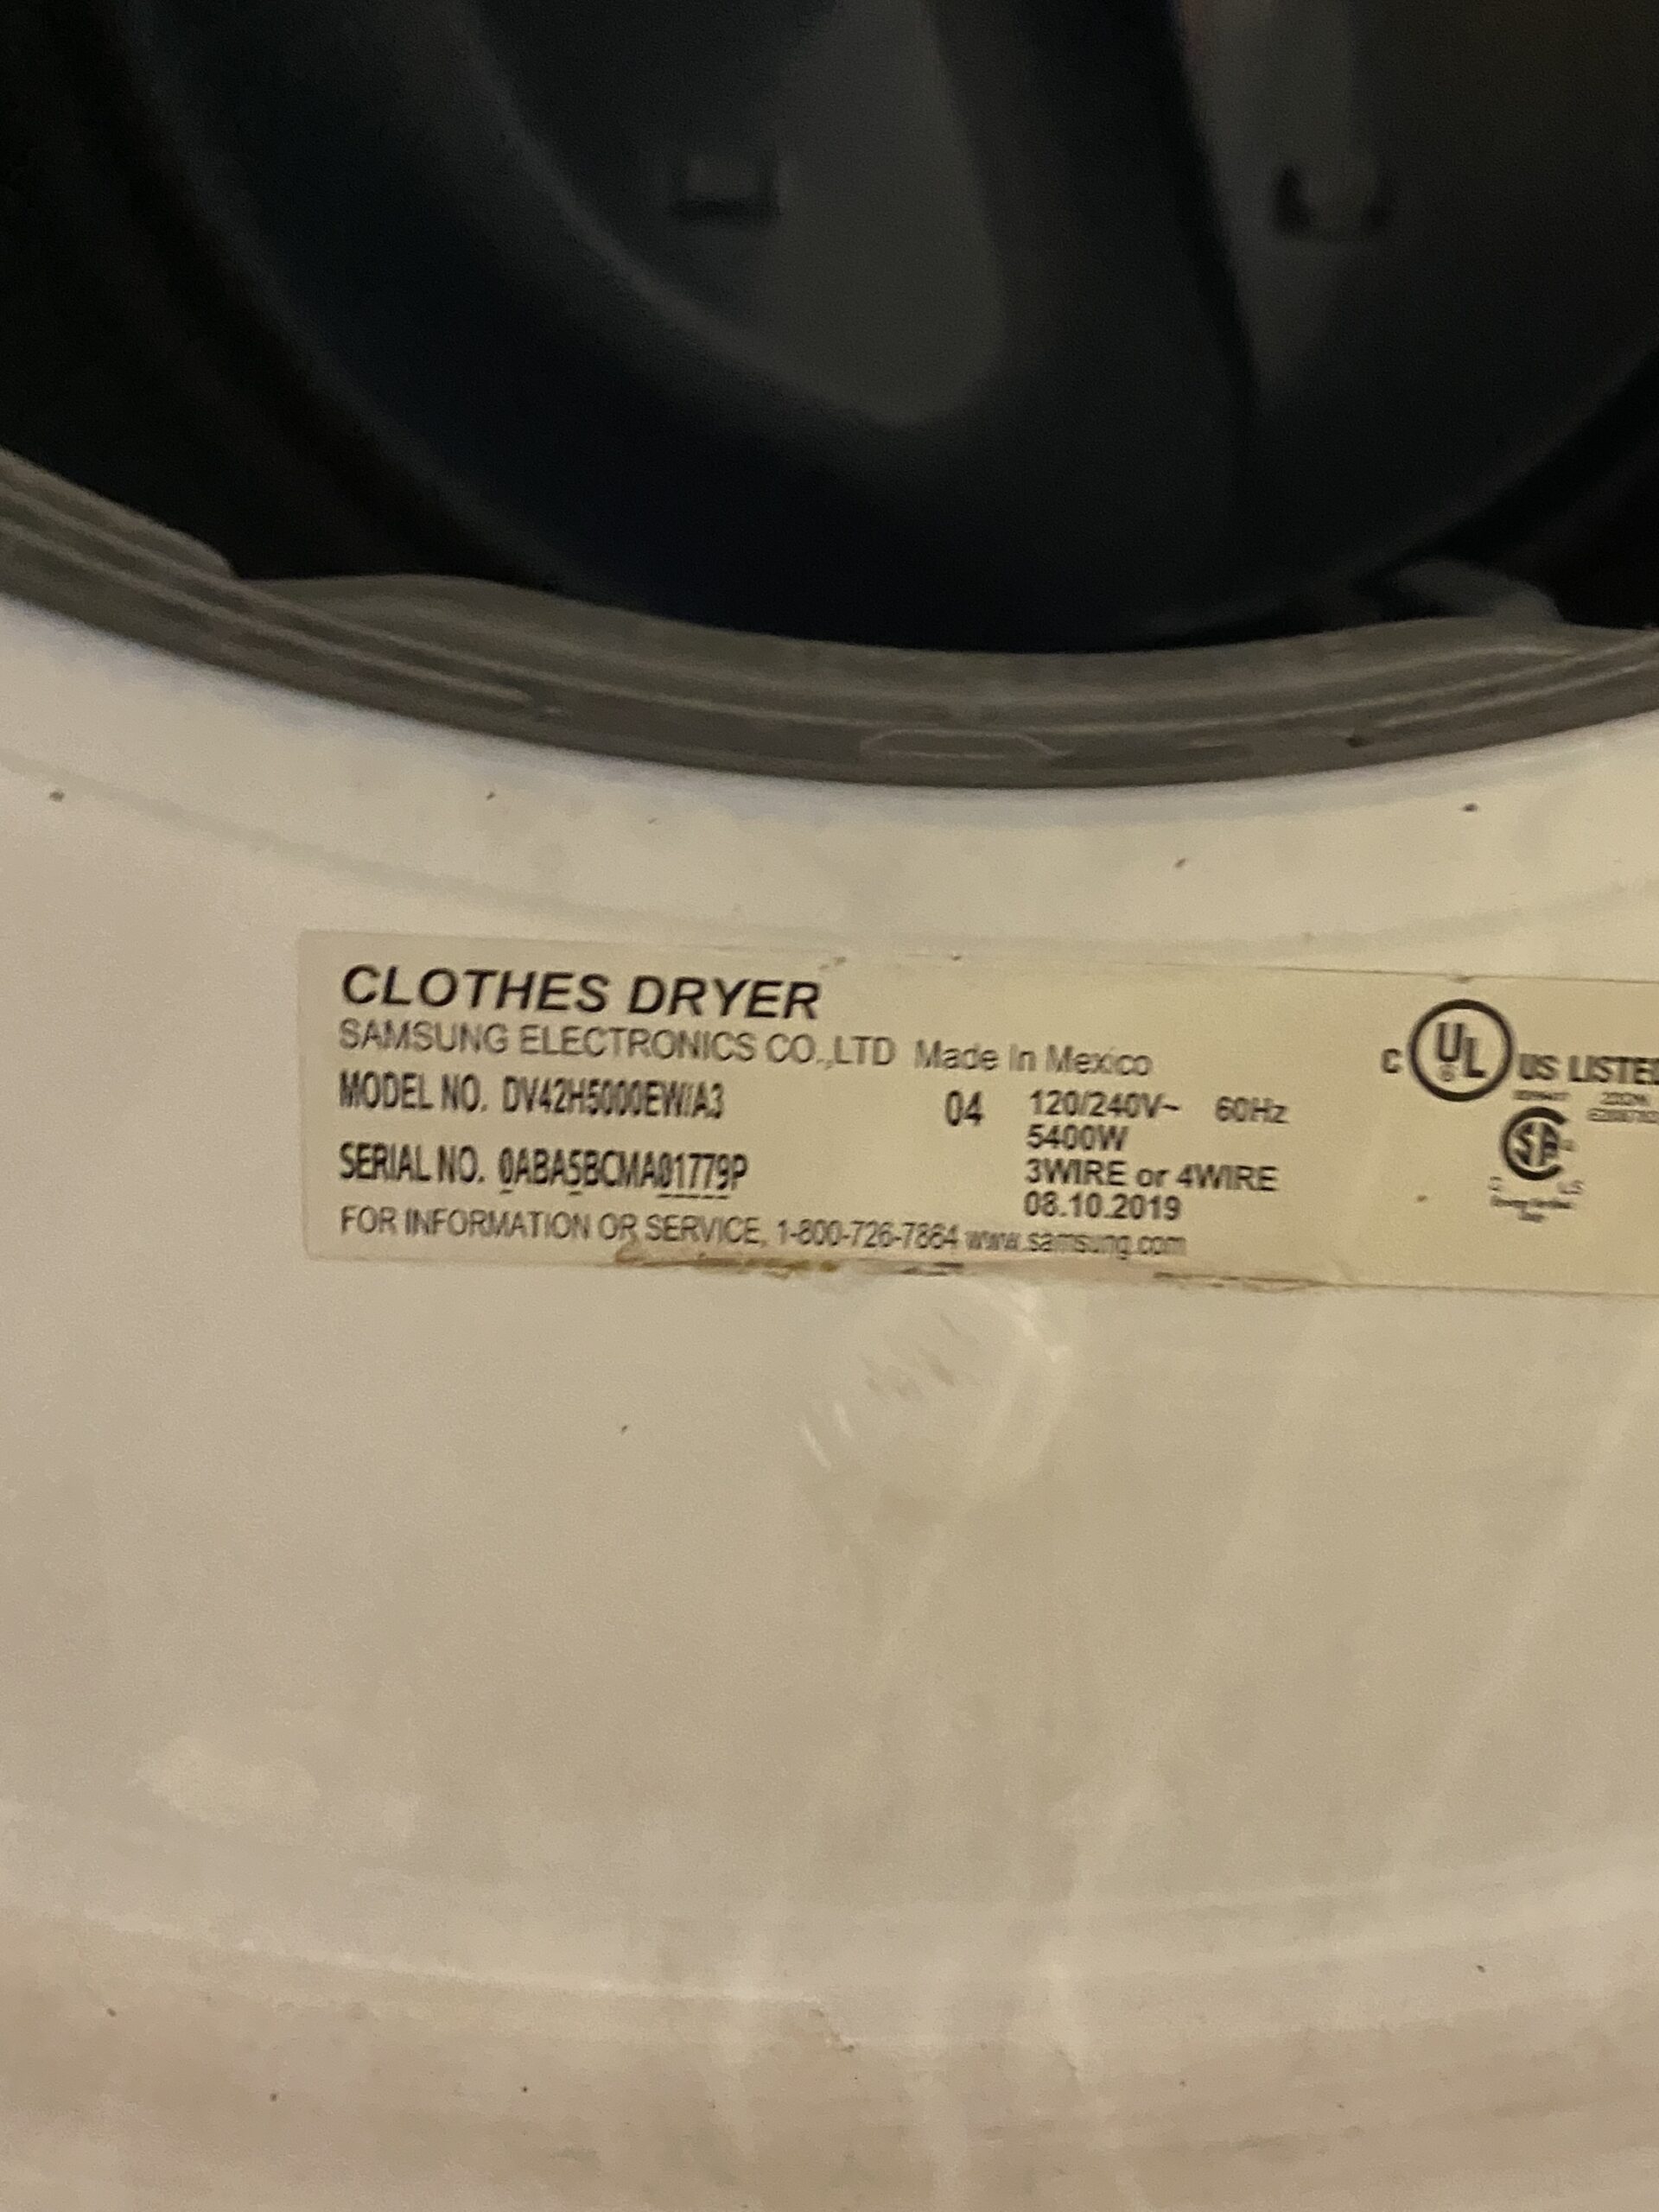 CLOTHES DRYER
SAMSUNG ELECTRONICS CO.,LTD Made In Mexico
MODEL NO. DV42H5000EW/A3 04 120/240V~ 60Hz
5400W
SERIAL NO. 0ABA5BCMA01779P 3WIRE or 4WIRE
08.10.2019
FOR INFORMATION OR SERVICE, 1-800-726-7864 www.samsung.com
C UL ® US LISTED
SA